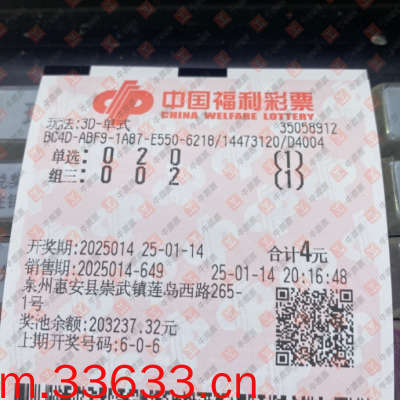 中国福利彩票
CHINA WELFARE LOTTERY
玩法:3D-单式 35058912
BC4D-ABF9-1A87-E550-6218/14473120/D4004
单选:0 2 0 {1}
组三:0 0 2 {1}
开奖期:2025014 25-01-14 合计4元
销售期:2025014-649 25-01-14 20:16:48
泉州惠安县崇武镇莲岛西路265-
1号
奖池余额:203237.32元
上期开奖号码:6-0-6
m.33633.cn